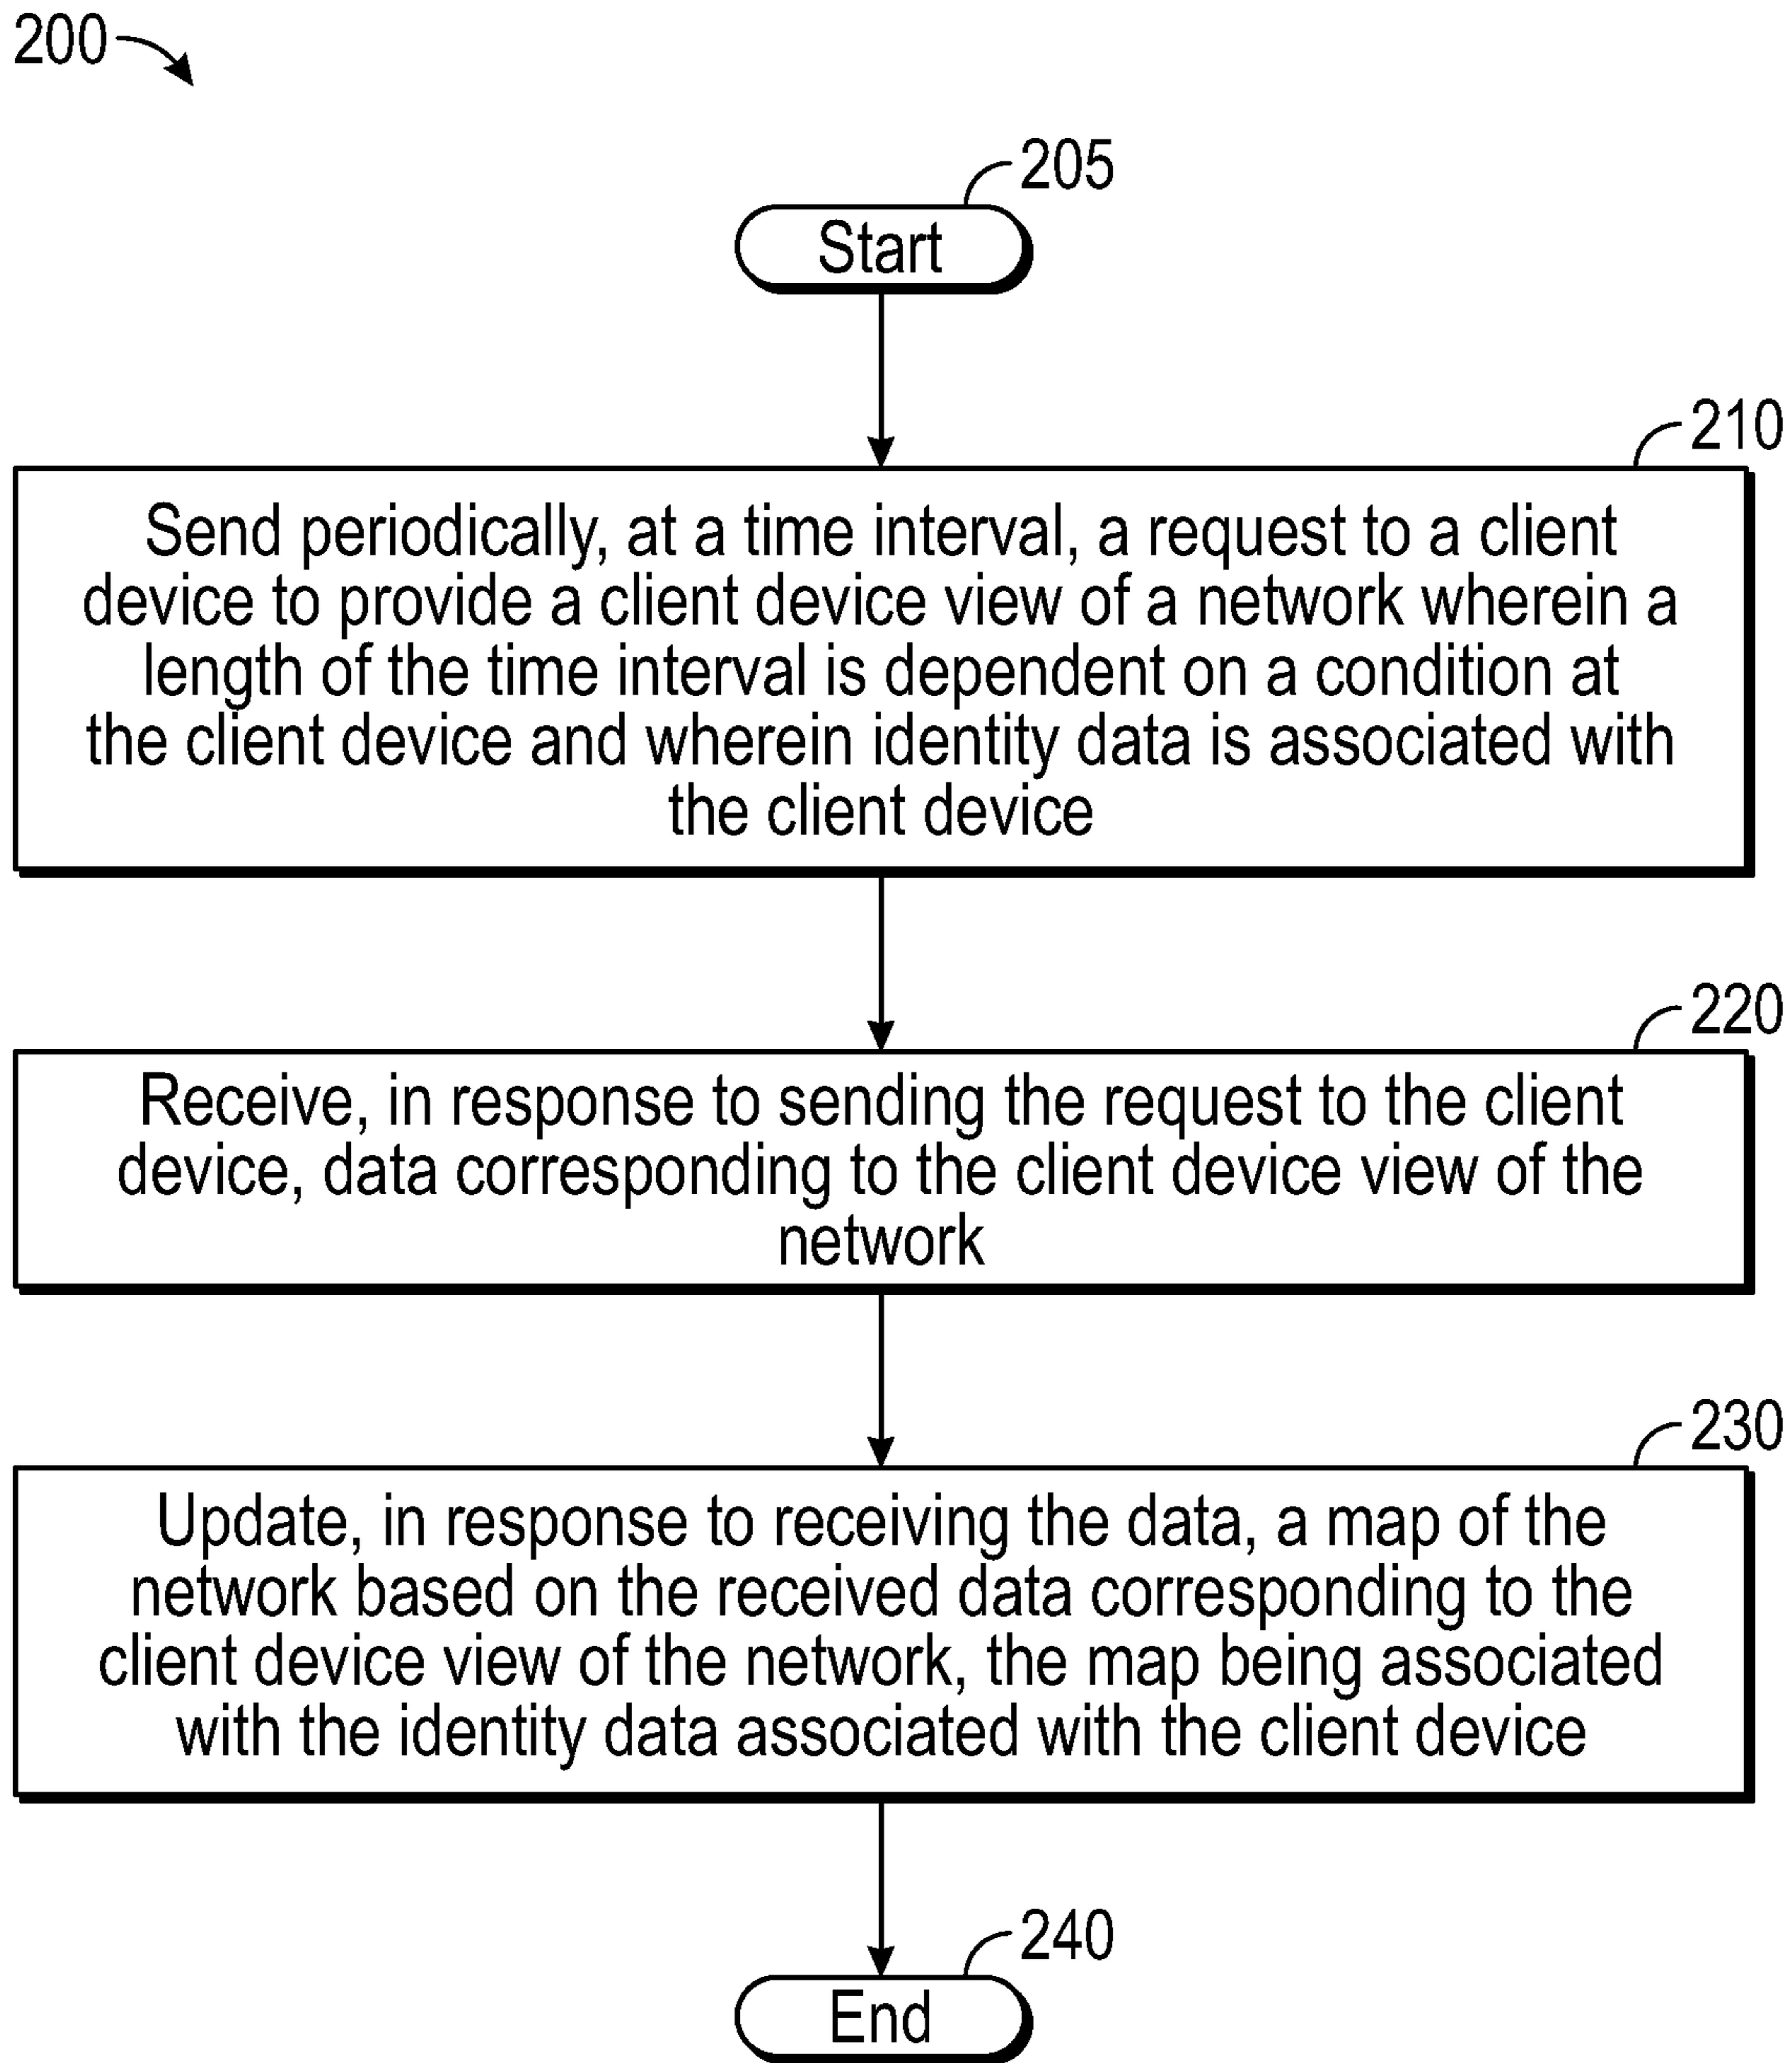 200
205
Start
210
Send periodically, at a time interval, a request to a client
device to provide a client device view of a network wherein a
length of the time interval is dependent on a condition at
the client device and wherein identity data is associated with
the client device
220
Receive, in response to sending the request to the client
device, data corresponding to the client device view of the
network
230
Update, in response to receiving the data, a map of the
network based on the received data corresponding to the
client device view of the network, the map being associated
with the identity data associated with the client device
240
End